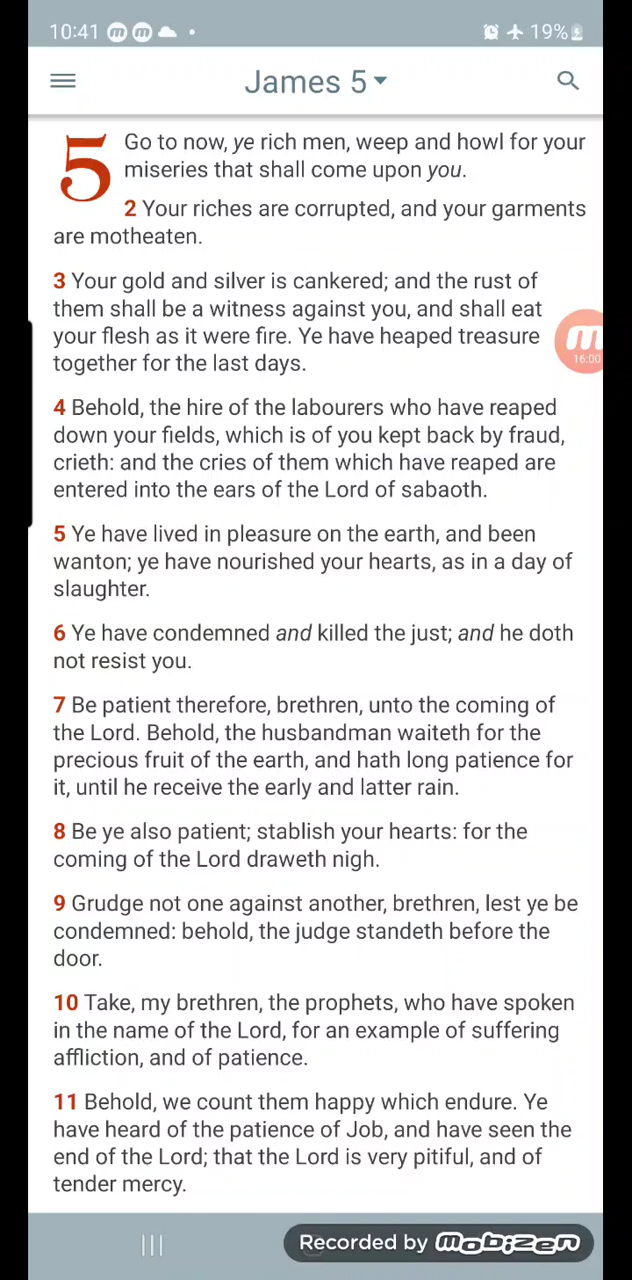 10:41 m m
19%
James 5
5 Go to now, ye rich men, weep and howl for your
miseries that shall come upon you.
2 Your riches are corrupted, and your garments
are motheaten.
3 Your gold and silver is cankered; and the rust of
them shall be a witness against you, and shall eat
your flesh as it were fire. Ye have heaped treasure
together for the last days.
m
16:00
4 Behold, the hire of the labourers who have reaped
down your fields, which is of you kept back by fraud,
crieth: and the cries of them which have reaped are
entered into the ears of the Lord of sabaoth.
5 Ye have lived in pleasure on the earth, and been
wanton; ye have nourished your hearts, as in a day of
slaughter.
6 Ye have condemned and killed the just; and he doth
not resist you.
7 Be patient therefore, brethren, unto the coming of
the Lord. Behold, the husbandman waiteth for the
precious fruit of the earth, and hath long patience for
it, until he receive the early and latter rain.
8 Be ye also patient; stablish your hearts: for the
coming of the Lord draweth nigh.
9 Grudge not one against another, brethren, lest ye be
condemned: behold, the judge standeth before the
door.
10 Take, my brethren, the prophets, who have spoken
in the name of the Lord, for an example of suffering
affliction, and of patience.
11 Behold, we count them happy which endure. Ye
have heard of the patience of Job, and have seen the
end of the Lord; that the Lord is very pitiful, and of
tender mercy.
Recorded by mobizen